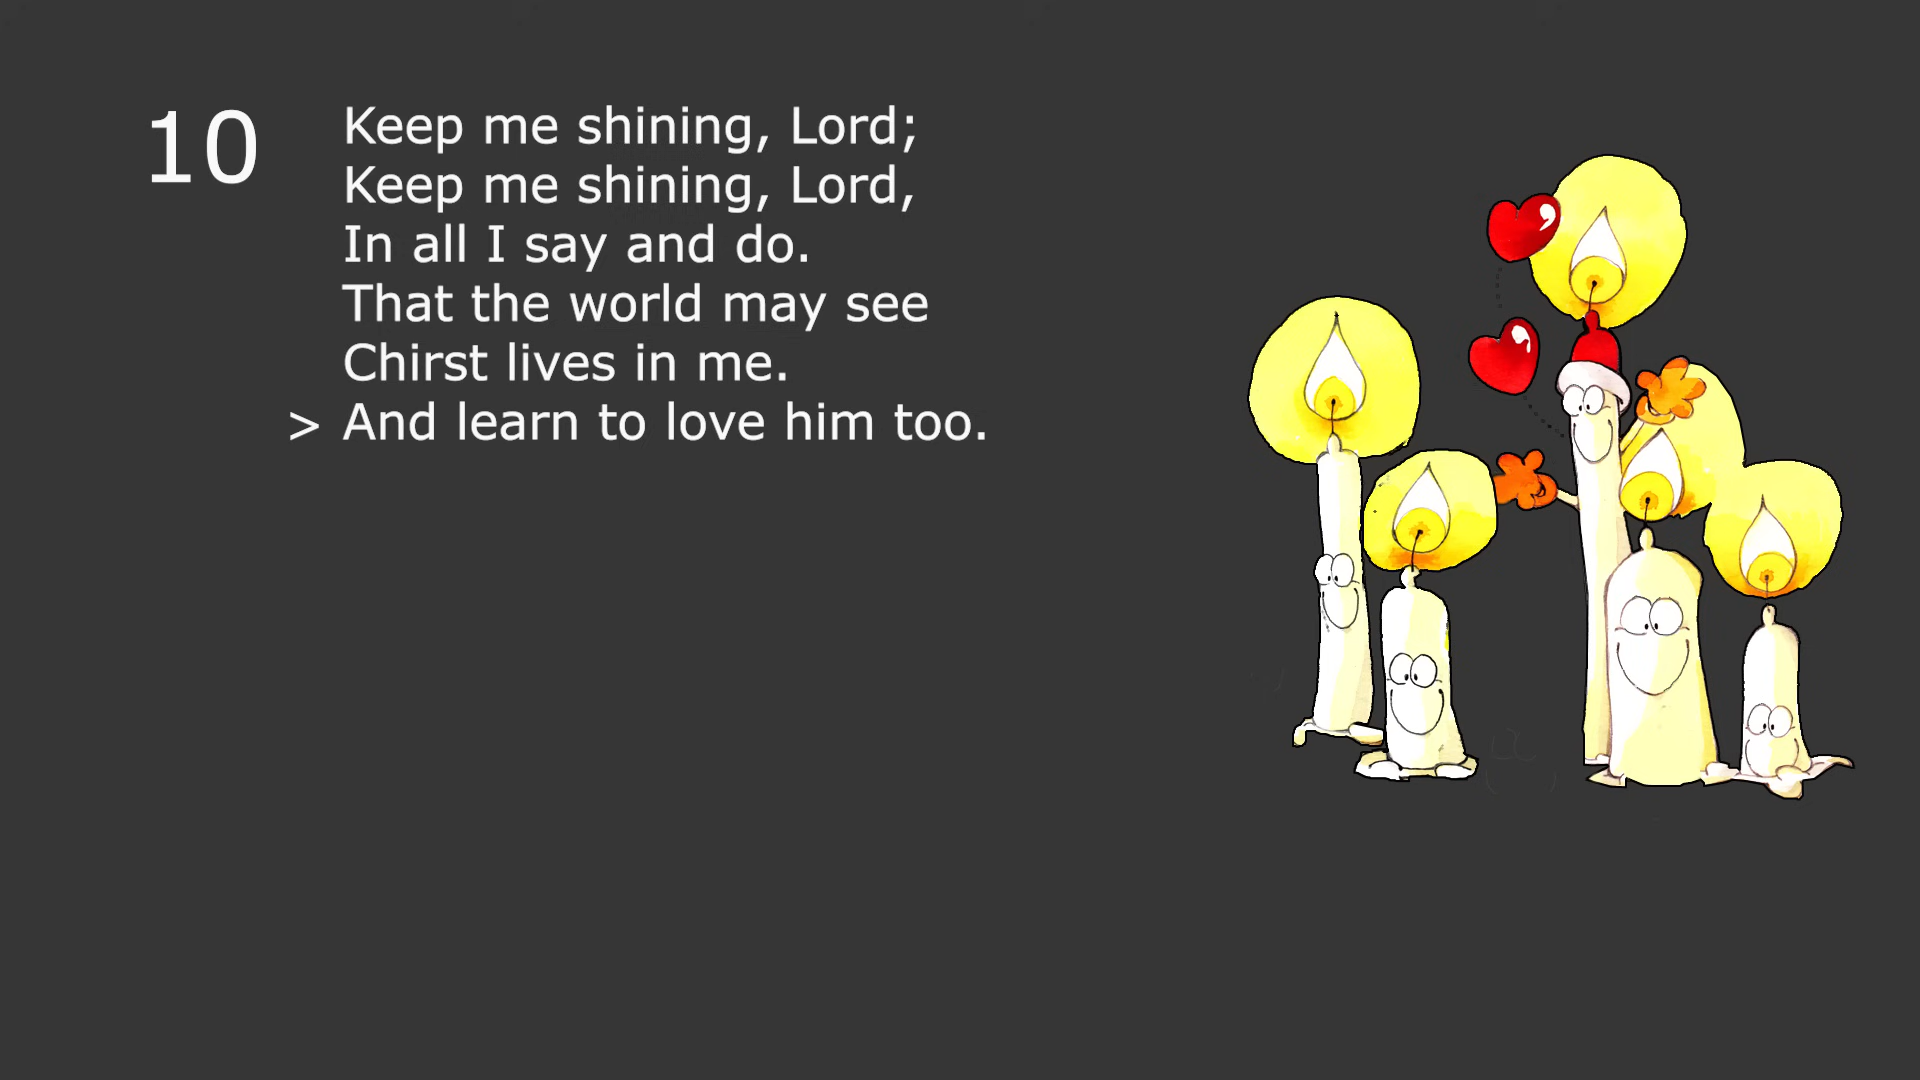 10
Keep me shining, Lord;
Keep me shining, Lord,
In all I say and do.
That the world may see
Chirst lives in me.
> And learn to love him too.